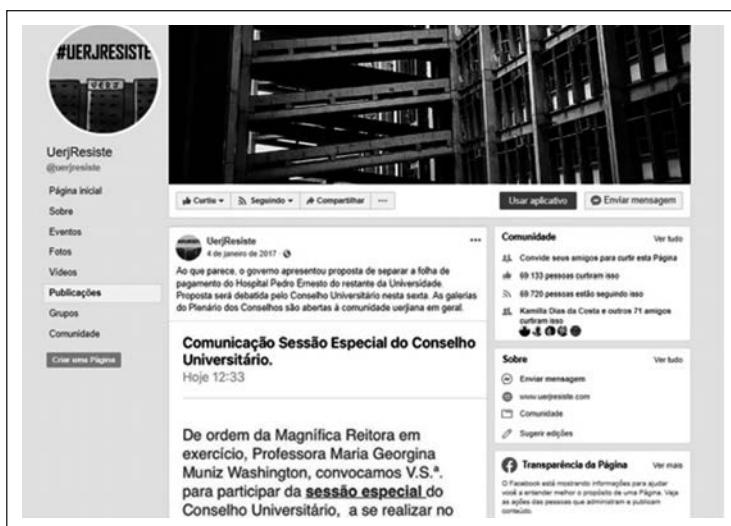 #UERJRESISTE
UERJ
UerjResiste
@uerjresiste
Página inicial
Sobre
Eventos
Fotos
Vídeos
Publicações
Grupos
Comunidade
Criar uma Página
Curtiu
Seguindo
Compartilhar
Usar aplicativo
Enviar mensagem
UerjResiste
4 de janeiro de 2017
Ao que parece, o governo apresentou proposta de separar a folha de
pagamento do Hospital Pedro Ernesto do restante da Universidade.
Proposta será debatida pelo Conselho Universitário nesta sexta. As galerias
do Plenário dos Conselhos são abertas à comunidade uerjiana em geral.
Comunicação Sessão Especial do Conselho
Universitário.
Hoje 12:33
De ordem da Magnífica Reitora em
exercício, Professora Maria Georgina
Muniz Washington, convocamos V.S.ª.
para participar da sessão especial do
Conselho Universitário, a se realizar no
Comunidade Ver tudo
Convide seus amigos para curtir esta Página
69.133 pessoas curtiram isso
69.720 pessoas estão seguindo isso
Kamilla Dias da Costa e outros 71 amigos
curtiram isso
Sobre Ver tudo
Enviar mensagem
www.uerjresiste.com
Comunidade
Sugerir edições
Transparência da Página Ver mais
O Facebook está mostrando informações para ajudar
você a entender melhor o propósito de uma Página. Veja
as ações das pessoas que administram e publicam
conteúdo.